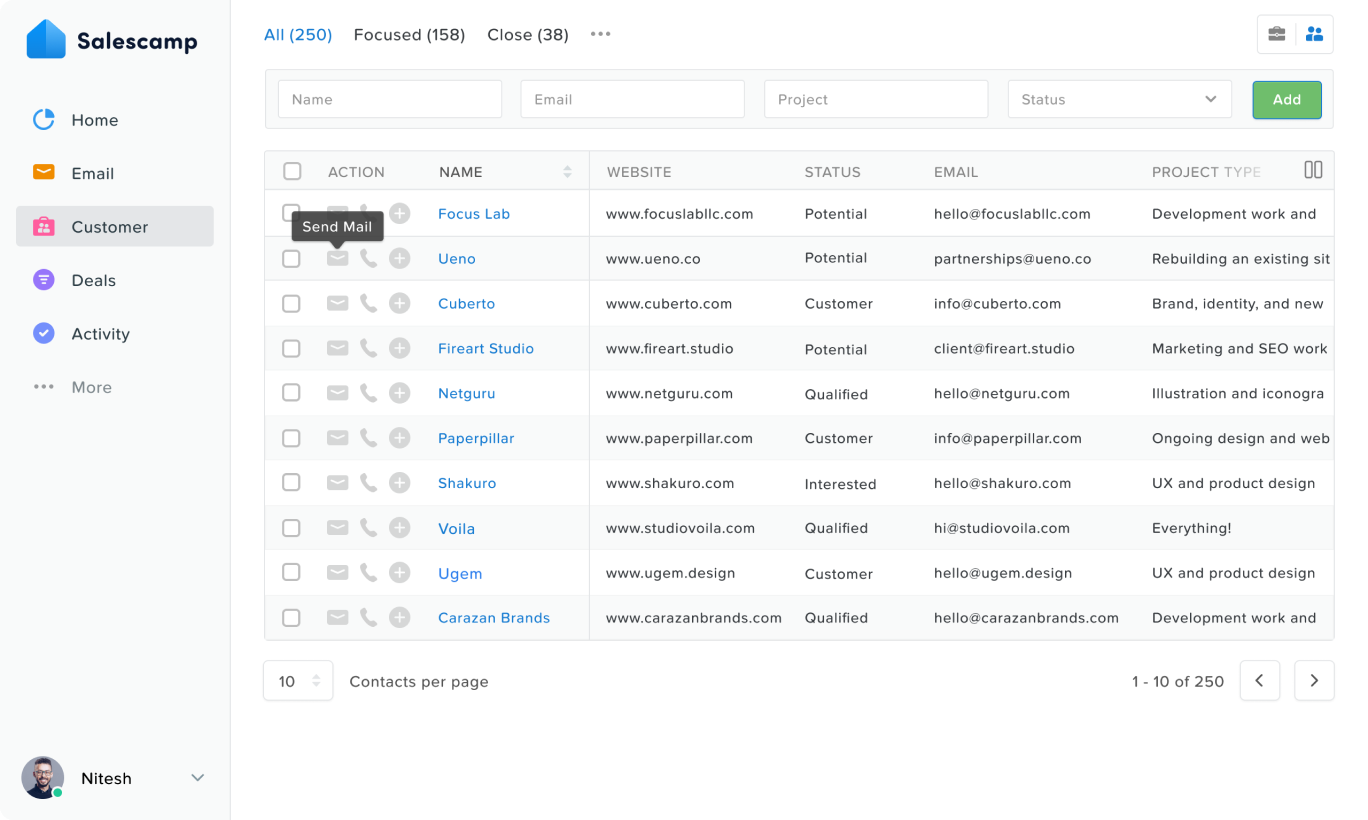 Salescamp
Home
Email
Customer
Deals
Activity
More
Nitesh
All (250) Focused (158) Close (38)
Name Email Project Status Add
ACTION NAME WEBSITE STATUS EMAIL PROJECT TYPE
Focus Lab www.focuslabllc.com Potential hello@focuslabllc.com Development work and
Send Mail
Ueno www.ueno.co Potential partnerships@ueno.co Rebuilding an existing sit
Cuberto www.cuberto.com Customer info@cuberto.com Brand, identity, and new
Fireart Studio www.fireart.studio Potential client@fireart.studio Marketing and SEO work
Netguru www.netguru.com Qualified hello@netguru.com Illustration and iconogra
Paperpillar www.paperpillar.com Customer info@paperpillar.com Ongoing design and web
Shakuro www.shakuro.com Interested hello@shakuro.com UX and product design
Voila www.studiovoila.com Qualified hi@studiovoila.com Everything!
Ugem www.ugem.design Customer hello@ugem.design UX and product design
Carazan Brands www.carazanbrands.com Qualified hello@carazanbrands.com Development work and
10 Contacts per page 1 - 10 of 250